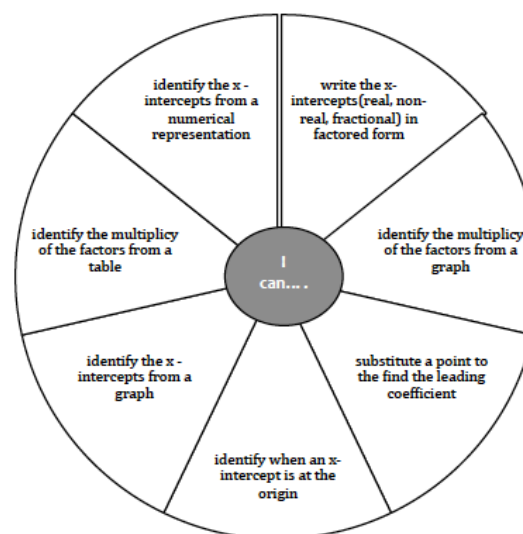 identify the x -
intercepts from a
numerical
representation
write the x-
intercepts(real, non-
real, fractional) in
factored form
identify the multiplicy
of the factors from a
table
identify the multiplicy
of the factors from a
graph
I
can... .
identify the x -
intercepts from a
graph
substitute a point to
the find the leading
coefficient
identify when an x-
intercept is at the
origin